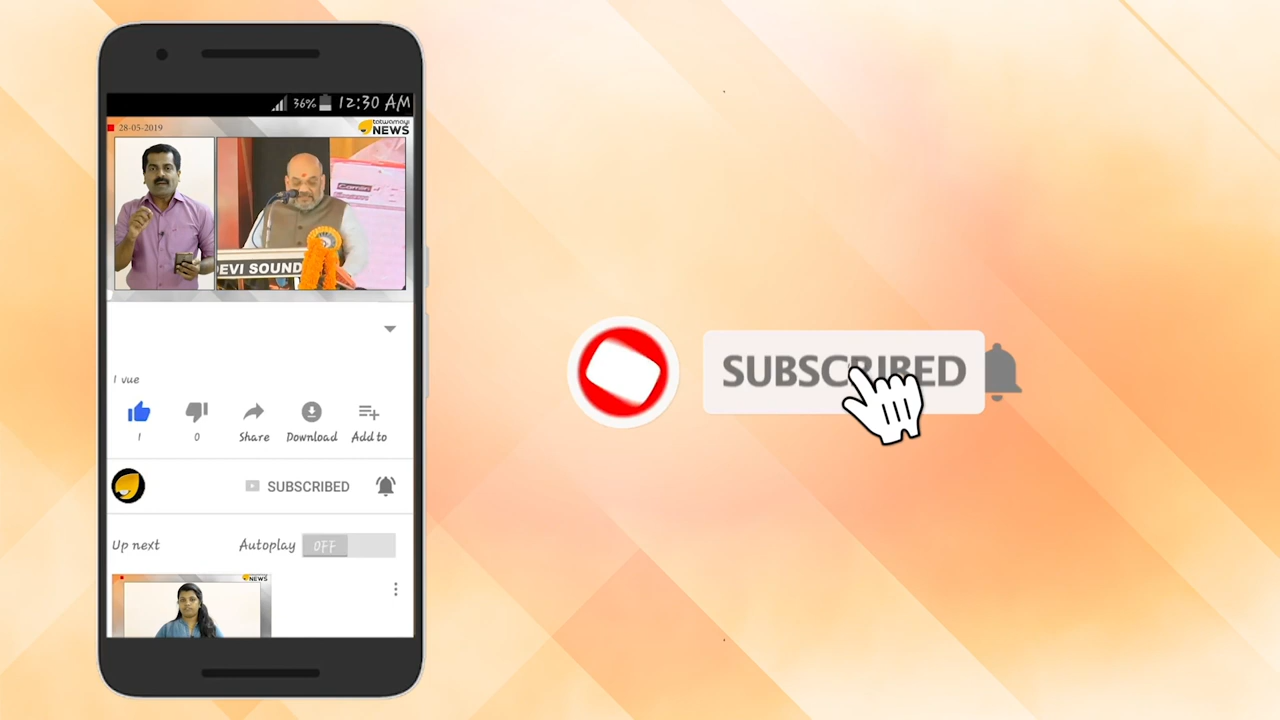 36% 12:30 AM
28-05-2019
tatwamayi
NEWS
DEVI SOUND
1 vue
1
0
Share
Download
Add to
SUBSCRIBED
Up next
Autoplay
OFF
NEWS
SUBSCRIBED